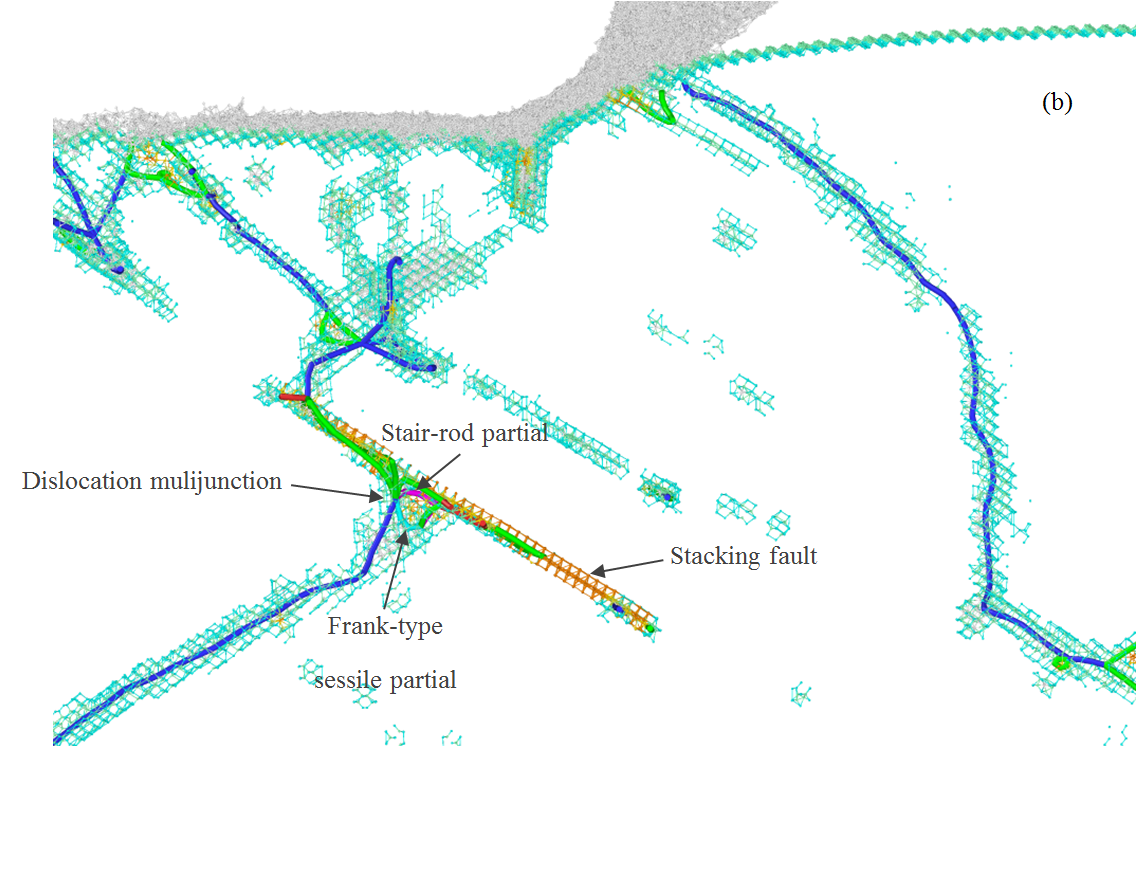 (b)
Stair-rod partial
Dislocation mulijunction
Stacking fault
Frank-type
sessile partial